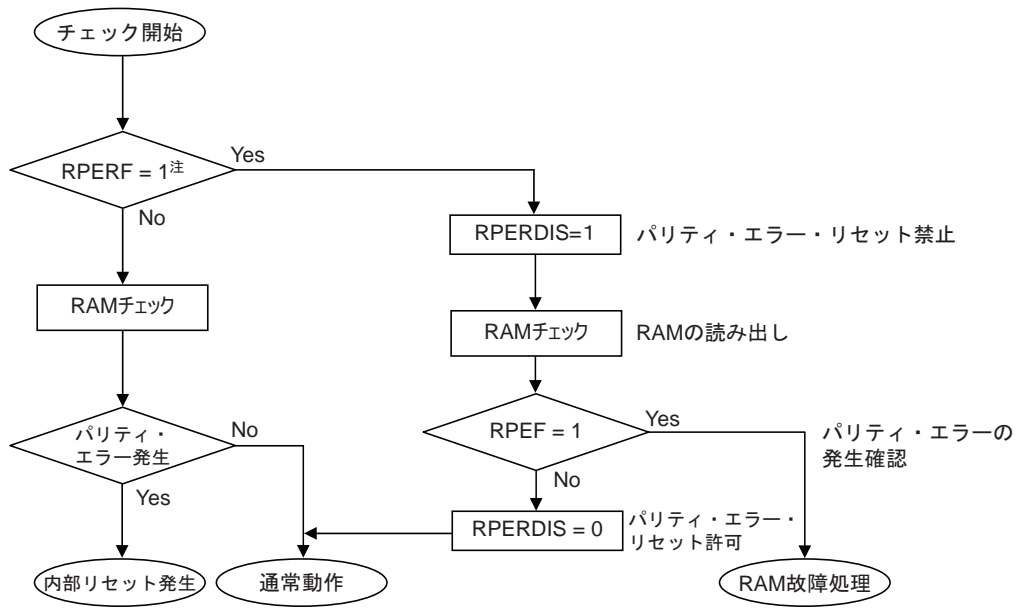 チェック開始
RPERF = 1注
Yes
No
RPERDIS=1
パリティ・エラー・リセット禁止
RAMチェック
RAMチェック
RAMの読み出し
パリティ・
エラー発生
No
Yes
RPEF = 1
Yes
No
パリティ・エラーの
発生確認
RPERDIS = 0
パリティ・エラー・
リセット許可
内部リセット発生
通常動作
RAM故障処理